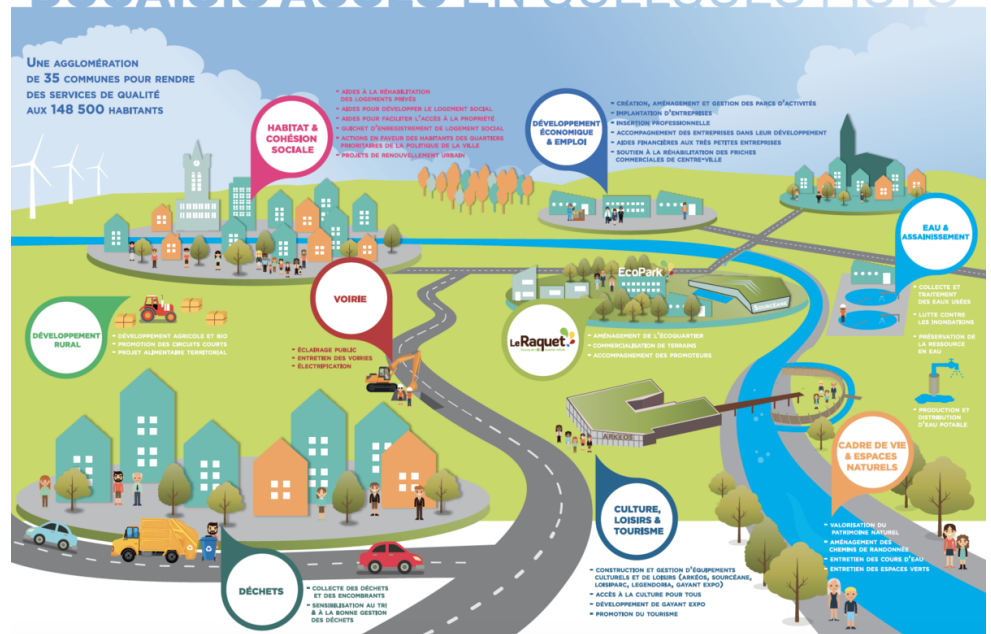 DOUAISIS AGGLO EN QUELQUES MOTS
UNE AGGLOMÉRATION
DE 35 COMMUNES POUR RENDRE
DES SERVICES DE QUALITÉ
AUX 148 500 HABITANTS
HABITAT &
COHÉSION
SOCIALE
- AIDES À LA RÉHABILITATION
DES LOGEMENTS PRIVÉS
- AIDES POUR DÉVELOPPER LE LOGEMENT SOCIAL
- AIDES POUR FACILITER L'ACCÈS À LA PROPRIÉTÉ
- GUICHET D'ENREGISTREMENT DE LOGEMENT SOCIAL
- ACTIONS EN FAVEUR DES HABITANTS DES QUARTIERS
PRIORITAIRES DE LA POLITIQUE DE LA VILLE
- PROJETS DE RENOUVELLEMENT URBAIN
DÉVELOPPEMENT
ÉCONOMIQUE
& EMPLOI
- CRÉATION, AMÉNAGEMENT ET GESTION DES PARCS D'ACTIVITÉS
- IMPLANTATION D'ENTREPRISES
- INSERTION PROFESSIONNELLE
- ACCOMPAGNEMENT DES ENTREPRISES DANS LEUR DÉVELOPPEMENT
- AIDES FINANCIÈRES AUX TRÈS PETITES ENTREPRISES
- SOUTIEN À LA RÉHABILITATION DES FRICHES
COMMERCIALES DE CENTRE-VILLE
EAU &
ASSAINISSEMENT
- COLLECTE ET
TRAITEMENT
DES EAUX USÉES
- LUTTE CONTRE
LES INONDATIONS
- PRÉSERVATION DE
LA RESSOURCE
EN EAU
- PRODUCTION ET
DISTRIBUTION
D'EAU POTABLE
VOIRIE
- ÉCLAIRAGE PUBLIC
- ENTRETIEN DES VOIRIES
- ÉLECTRIFICATION
EcoPark
SOURCÉANE
LeRaquet
- AMÉNAGEMENT DE L'ÉCOQUARTIER
- COMMERCIALISATION DE TERRAINS
- ACCOMPAGNEMENT DES PROMOTEURS
DÉVELOPPEMENT
RURAL
- DÉVELOPPEMENT AGRICOLE ET BIO
- PROMOTION DES CIRCUITS COURTS
- PROJET ALIMENTAIRE TERRITORIAL
ARKÉOS
CADRE DE VIE
& ESPACES
NATURELS
- VALORISATION DU
PATRIMOINE NATUREL
- AMÉNAGEMENT DES
CHEMINS DE RANDONNÉE
- ENTRETIEN DES COURS D'EAU
- ENTRETIEN DES ESPACES VERTS
CULTURE,
LOISIRS &
TOURISME
- CONSTRUCTION ET GESTION D'ÉQUIPEMENTS
CULTURELS ET DE LOISIRS (ARKÉOS, SOURCÉANE,
LOISIPARC, LEGENDORIA, GAYANT EXPO)
- ACCÈS À LA CULTURE POUR TOUS
- DÉVELOPPEMENT DE GAYANT EXPO
- PROMOTION DU TOURISME
DÉCHETS
- COLLECTE DES DÉCHETS
ET DES ENCOMBRANTS
- SENSIBILISATION AU TRI
& À LA BONNE GESTION
DES DÉCHETS